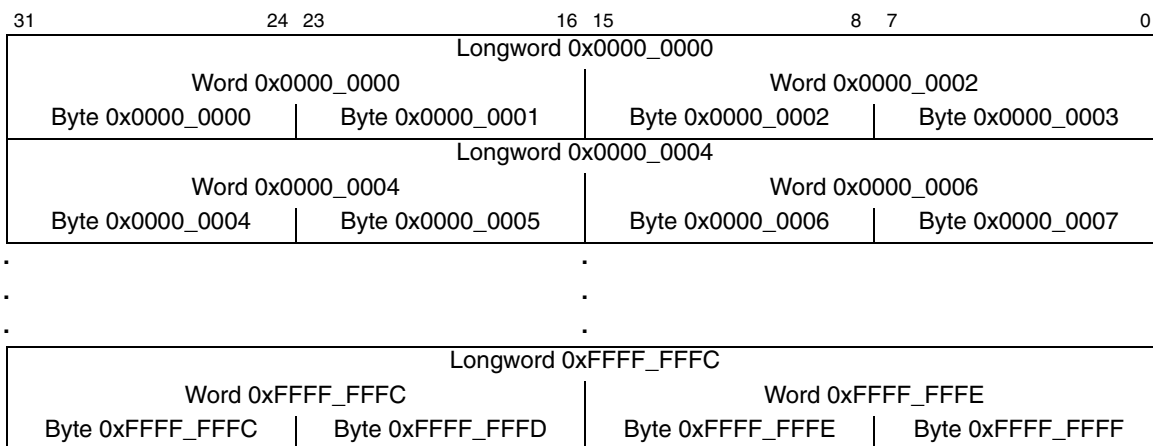 31 24 23 16 15 8 7 0
Longword 0x0000_0000
Word 0x0000_0000 Word 0x0000_0002
Byte 0x0000_0000 Byte 0x0000_0001 Byte 0x0000_0002 Byte 0x0000_0003
Longword 0x0000_0004
Word 0x0000_0004 Word 0x0000_0006
Byte 0x0000_0004 Byte 0x0000_0005 Byte 0x0000_0006 Byte 0x0000_0007
. .
. .
. .
Longword 0xFFFF_FFFC
Word 0xFFFF_FFFC Word 0xFFFF_FFFE
Byte 0xFFFF_FFFC Byte 0xFFFF_FFFD Byte 0xFFFF_FFFE Byte 0xFFFF_FFFF